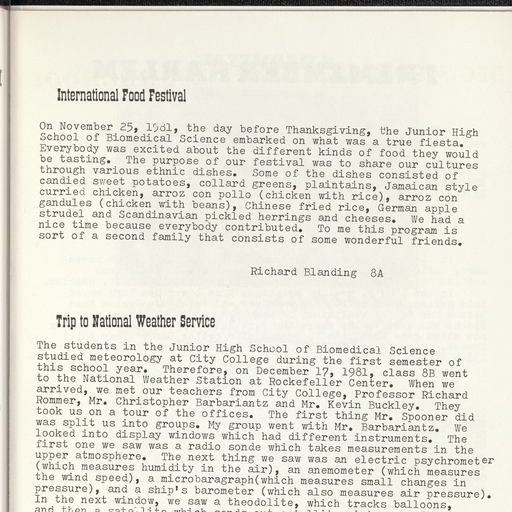 International Food Festival
On November 25, 1981, the day before Thanksgiving, the Junior High
School of Biomedical Science embarked on what was a true fiesta.
Everybody was excited about the different kinds of food they would
be tasting. The purpose of our festival was to share our cultures
through various ethnic dishes. Some of the dishes consisted of
candied sweet potatoes, collard greens, plaintains, Jamaican style
curried chicken, arroz con pollo (chicken with rice), arroz con
gandules (chicken with beans), Chinese fried rice, German apple
strudel and Scandinavian pickled herrings and cheeses. We had a
nice time because everybody contributed. To me this program is
sort of a second family that consists of some wonderful friends.
Richard Blanding 8A
Trip to National Weather Service
The students in the Junior High School of Biomedical Science
studied meteorology at City College during the first semester of
this school year. Therefore, on December 17, 1981, class 8B went
to the National Weather Station at Rockefeller Center. When we
arrived, we met our teachers from City College, Professor Richard
Rommer, Mr. Christopher Barbariantz and Mr. Kevin Buckley. They
took us on a tour of the offices. The first thing Mr. Spooner did
was split us into groups. My group went with Mr. Barbariantz. We
looked into display windows which had different instruments. The
first one we saw was a radio sonde which takes measurements in the
upper atmosphere. The next thing we saw was an electric psychrometer
(which measures humidity in the air), an anemometer (which measures
the wind speed), a microbaragraph(which measures small changes in
pressure), and a ship's barometer (which also measures air pressure).
In the next window, we saw a theodolite, which tracks balloons,
and then a satellite which sends